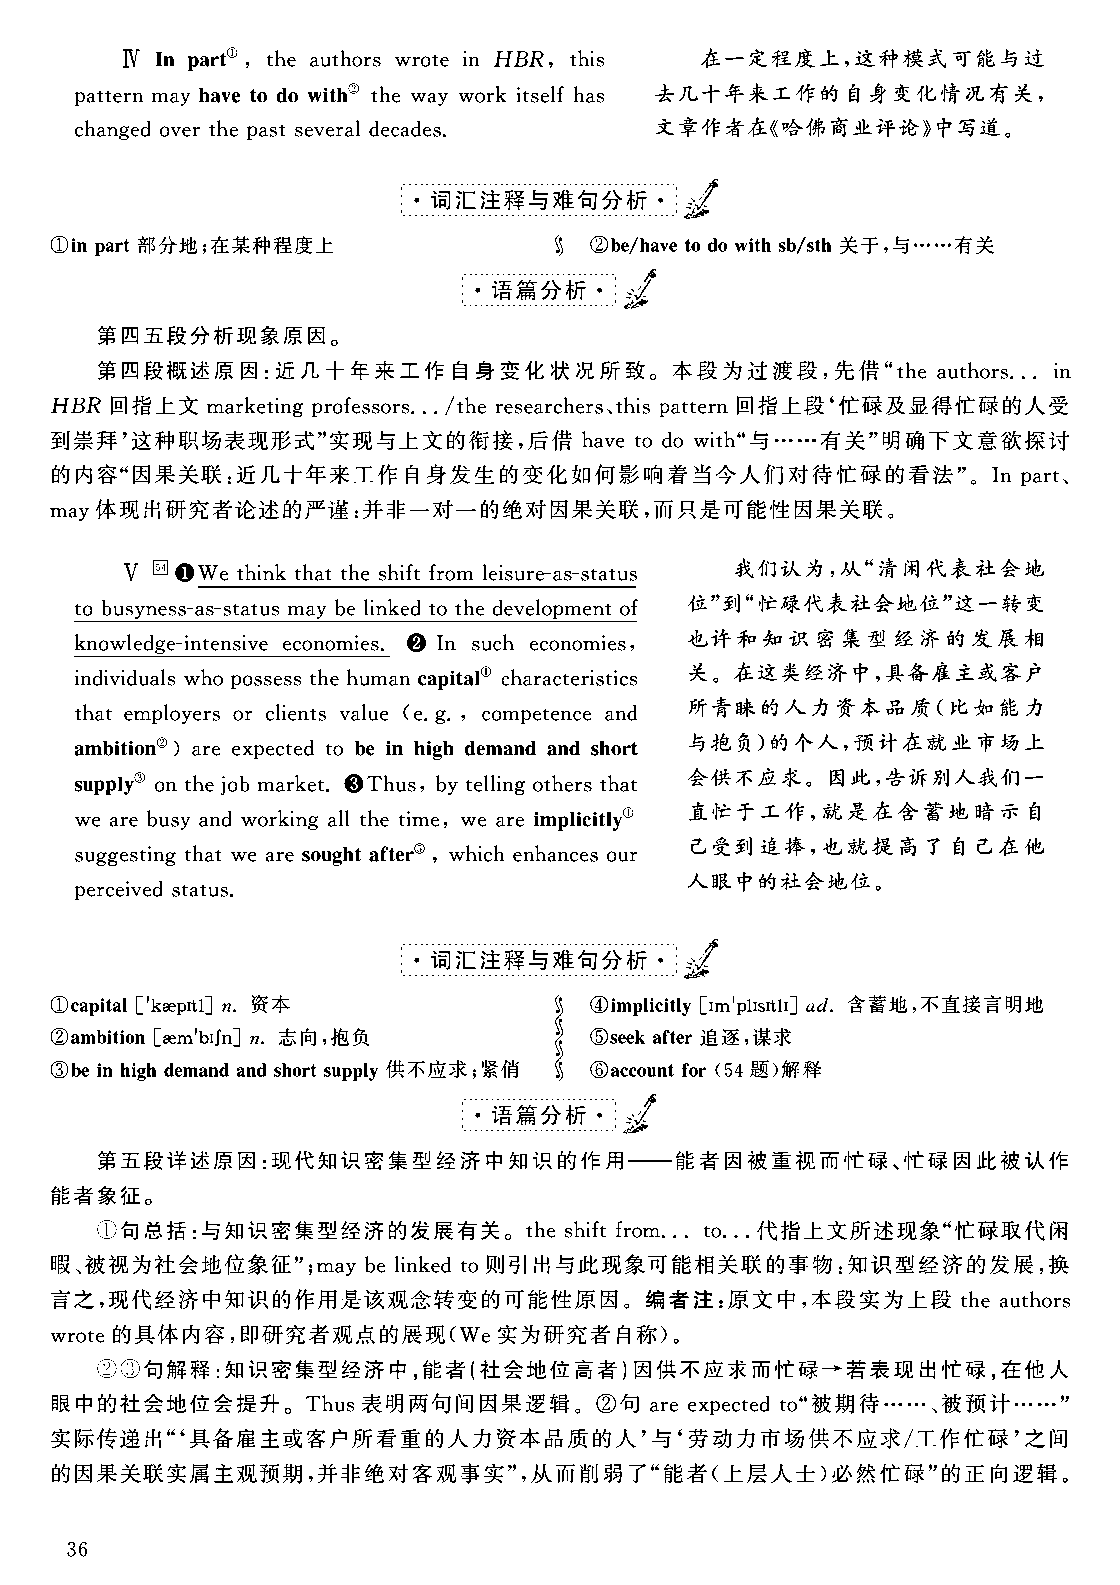 Ⅳ In part①, the authors wrote in HBR, this
pattern may have to do with② the way work itself has
changed over the past several decades.
在一定程度上,这种模式可能与过
去几十年来工作的自身变化情况有关,
文章作者在《哈佛商业评论》中写道。
·词汇注释与难句分析·
①in part 部分地;在某种程度上
②be/have to do with sb/sth 关于,与……有关
·语篇分析·
第四五段分析现象原因。
第四段概述原因:近几十年来工作自身变化状况所致。本段为过渡段,先借“the authors... in
HBR 回指上文 marketing professors.../the researchers、this pattern 回指上段‘忙碌及显得忙碌的人受
到崇拜’这种职场表现形式”实现与上文的衔接,后借 have to do with“与……有关”明确下文意欲探讨
的内容“因果关联:近几十年来工作自身发生的变化如何影响着当今人们对待忙碌的看法”。In part、
may 体现出研究者论述的严谨:并非一对一的绝对因果关联,而只是可能性因果关联。
Ⅴ 54 ❶We think that the shift from leisure-as-status
to busyness-as-status may be linked to the development of
knowledge-intensive economies. ❷ In such economies,
individuals who possess the human capital① characteristics
that employers or clients value (e.g., competence and
ambition②) are expected to be in high demand and short
supply③ on the job market. ❸Thus, by telling others that
we are busy and working all the time, we are implicitly④
suggesting that we are sought after⑤, which enhances our
perceived status.
我们认为,从“清闲代表社会地
位”到“忙碌代表社会地位”这一转变
也许和知识密集型经济的发展相
关。在这类经济中,具备雇主或客户
所青睐的人力资本品质(比如能力
与抱负)的个人,预计在就业市场上
会供不应求。因此,告诉别人我们一
直忙于工作,就是在含蓄地暗示自
己受到追捧,也就提高了自己在他
人眼中的社会地位。
·词汇注释与难句分析·
①capital [ˈkæpɪtl] n. 资本
②ambition [æmˈbɪʃn] n. 志向,抱负
③be in high demand and short supply 供不应求;紧俏
④implicitly [ɪmˈplɪsɪtlɪ] ad. 含蓄地,不直接言明地
⑤seek after 追逐,谋求
⑥account for (54 题)解释
·语篇分析·
第五段详述原因:现代知识密集型经济中知识的作用——能者因被重视而忙碌、忙碌因此被认作
能者象征。
①句总括:与知识密集型经济的发展有关。the shift from... to...代指上文所述现象“忙碌取代闲
暇、被视为社会地位象征”;may be linked to 则引出与此现象可能相关联的事物:知识型经济的发展,换
言之,现代经济中知识的作用是该观念转变的可能性原因。编者注:原文中,本段实为上段 the authors
wrote 的具体内容,即研究者观点的展现(We 实为研究者自称)。
②③句解释:知识密集型经济中,能者(社会地位高者)因供不应求而忙碌→若表现出忙碌,在他人
眼中的社会地位会提升。Thus 表明两句间因果逻辑。②句 are expected to“被期待……、被预计……”
实际传递出“‘具备雇主或客户所看重的人力资本品质的人’与‘劳动力市场供不应求/工作忙碌’之间
的因果关联实属主观预期,并非绝对客观事实”,从而削弱了“能者(上层人士)必然忙碌”的正向逻辑。
36